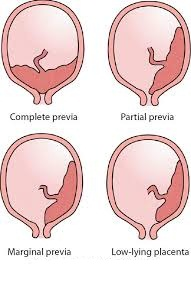 Complete previa
Partial previa
Marginal previa
Low-lying placenta